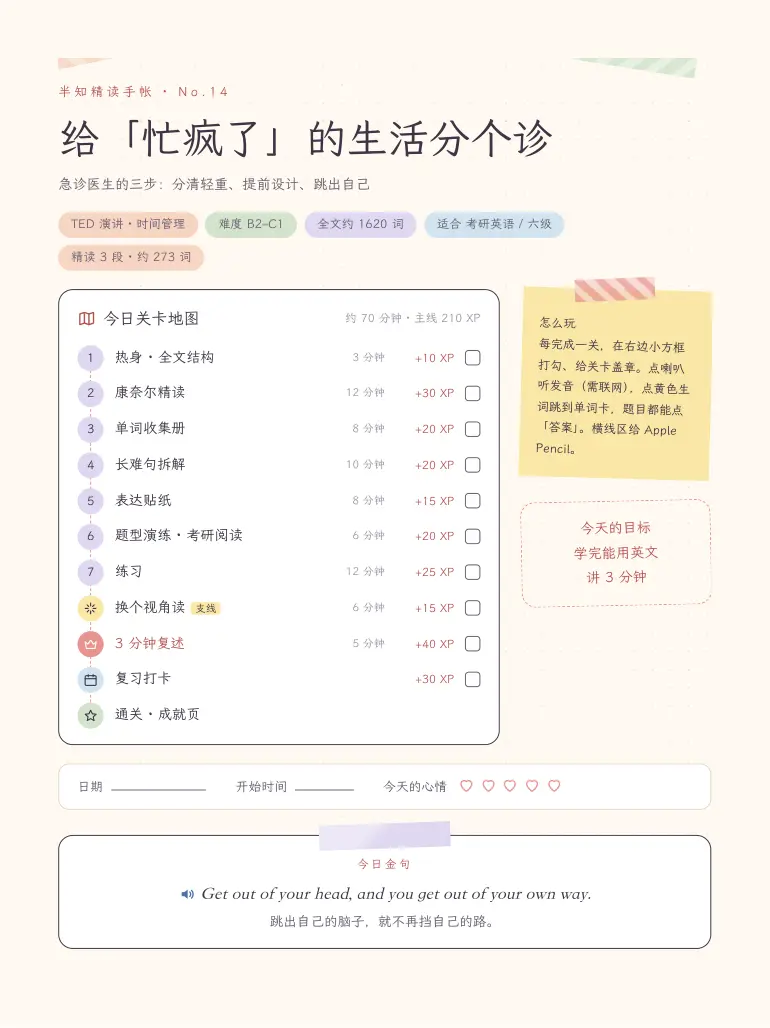 半知精读手帐 · No.14
给「忙疯了」的生活分个诊
急诊医生的三步：分清轻重、提前设计、跳出自己
TED 演讲·时间管理
难度 B2–C1
全文约 1620 词
适合 考研英语 / 六级
精读 3 段·约 273 词
今日关卡地图
约 70 分钟·主线 210 XP
1 热身·全文结构 3 分钟 +10 XP
2 康奈尔精读 12 分钟 +30 XP
3 单词收集册 8 分钟 +20 XP
4 长难句拆解 10 分钟 +20 XP
5 表达贴纸 8 分钟 +15 XP
6 题型演练·考研阅读 6 分钟 +20 XP
7 练习 12 分钟 +25 XP
换个视角读 支线 6 分钟 +15 XP
3 分钟复述 5 分钟 +40 XP
复习打卡 +30 XP
通关·成就页
怎么玩
每完成一关，在右边小方框
打勾、给关卡盖章。点喇叭
听发音（需联网），点黄色生
词跳到单词卡，题目都能点
「答案」。横线区给 Apple
Pencil。
今天的目标
学完能用英文
讲 3 分钟
日期
开始时间
今天的心情
今日金句
Get out of your head, and you get out of your own way.
跳出自己的脑子，就不再挡自己的路。